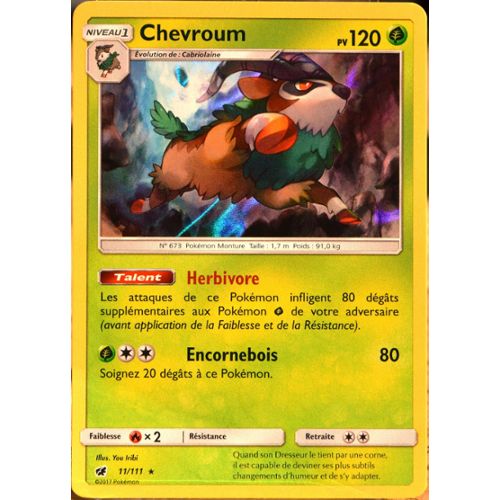 NIVEAU 1
Chevroum
PV 120
Évolution de : Cabriolaine
N° 673 Pokémon Monture Taille : 1,7 m Poids : 91,0 kg
Talent Herbivore
Les attaques de ce Pokémon infligent 80 dégâts
supplémentaires aux Pokémon de votre adversaire
(avant application de la Faiblesse et de la Résistance).
Encornebois 80
Soignez 20 dégâts à ce Pokémon.
Faiblesse × 2 Résistance Retraite
Illus. You Iribi
11/111 ★
©2017 Pokémon
Quand son Dresseur le tient par une corne,
il est capable de deviner ses plus subtils
changements d'humeur et de santé.